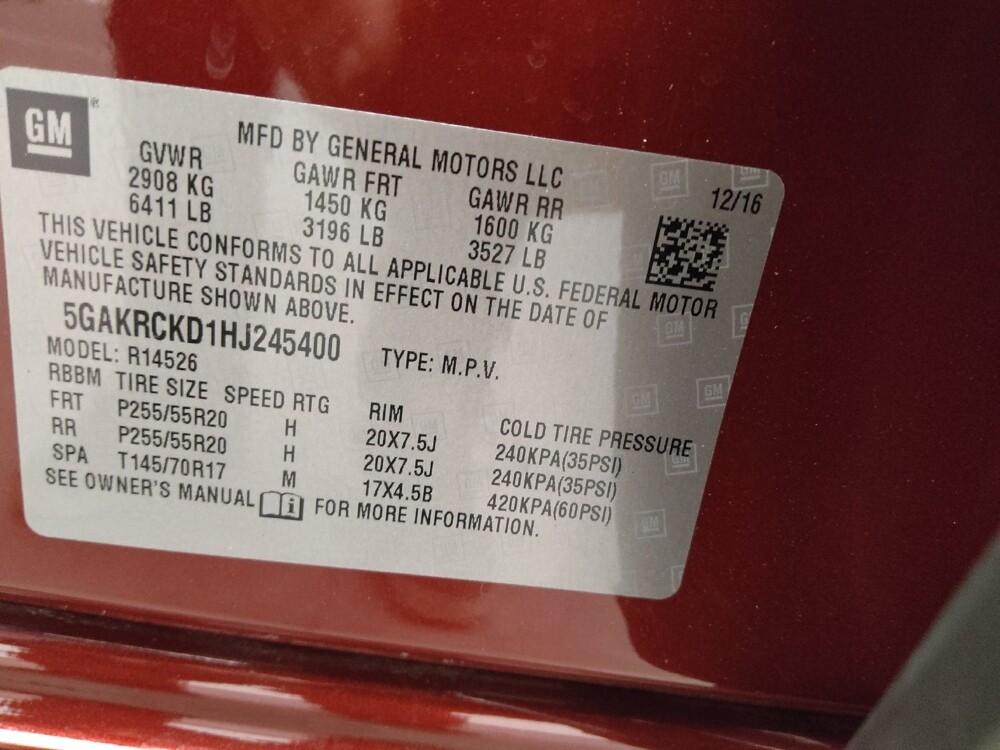 GM
MFD BY GENERAL MOTORS LLC
12/16
GVWR GAWR FRT GAWR RR
2908 KG 1450 KG 1600 KG
6411 LB 3196 LB 3527 LB
THIS VEHICLE CONFORMS TO ALL APPLICABLE U.S. FEDERAL MOTOR
VEHICLE SAFETY STANDARDS IN EFFECT ON THE DATE OF
MANUFACTURE SHOWN ABOVE.
5GAKRCKD1HJ245400 TYPE: M.P.V.
MODEL: R14526
RBBM TIRE SIZE SPEED RTG RIM COLD TIRE PRESSURE
FRT P255/55R20 H 20X7.5J 240KPA(35PSI)
RR P255/55R20 H 20X7.5J 240KPA(35PSI)
SPA T145/70R17 M 17X4.5B 420KPA(60PSI)
SEE OWNER'S MANUAL i FOR MORE INFORMATION.